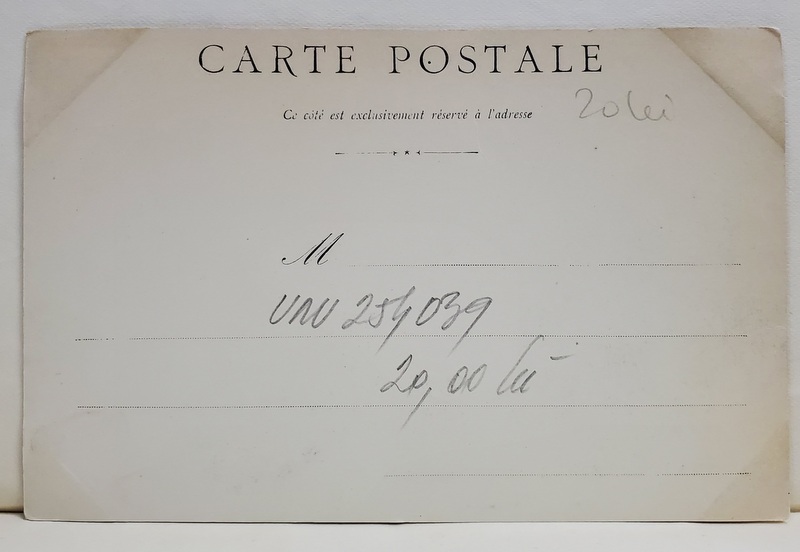 CARTE POSTALE
Ce côté est exclusivement réservé à l'adresse
20 lei
M
UNU 254039
20,00 lei